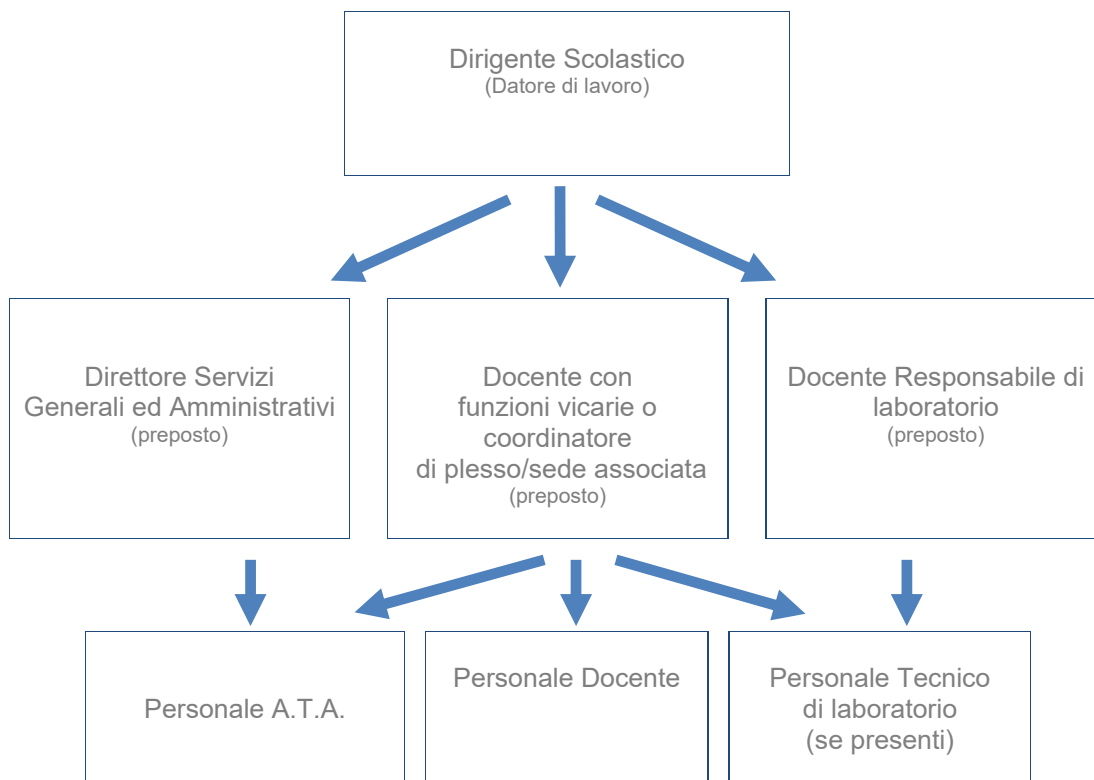 Dirigente Scolastico
(Datore di lavoro)
Direttore Servizi
Generali ed Amministrativi
(preposto)
Docente con
funzioni vicarie o
coordinatore
di plesso/sede associata
(preposto)
Docente Responsabile di
laboratorio
(preposto)
Personale A.T.A.
Personale Docente
Personale Tecnico
di laboratorio
(se presenti)